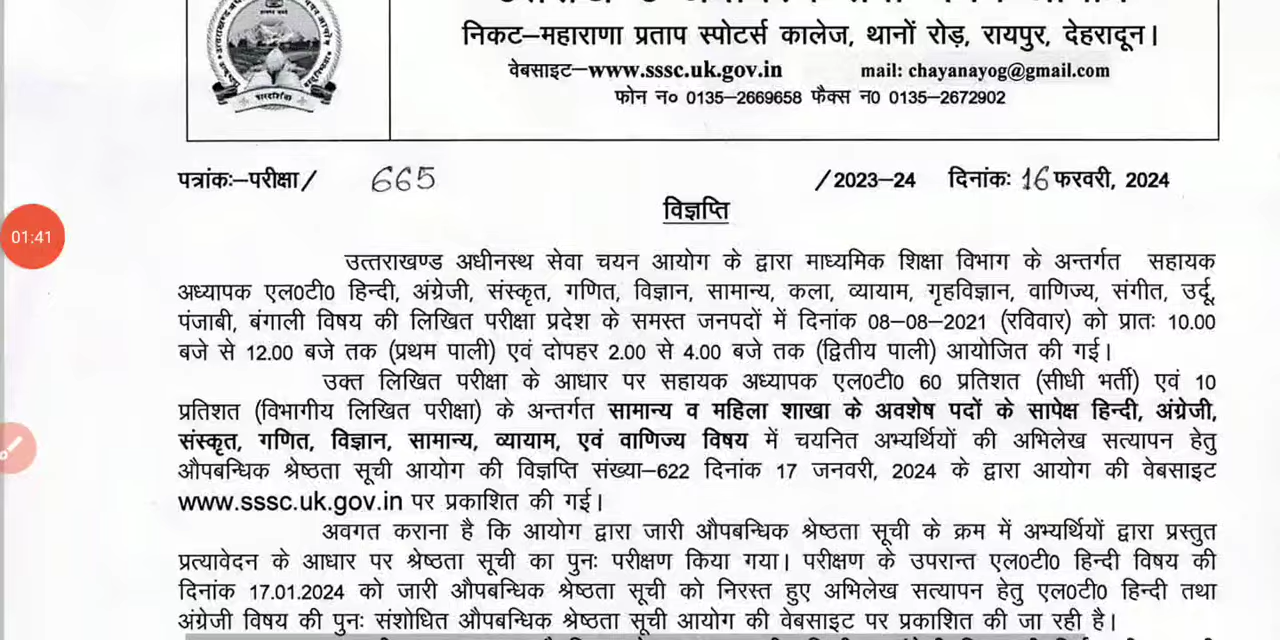 निकट–महाराणा प्रताप स्पोटर्स कालेज, थानों रोड़, रायपुर, देहरादून।
वेबसाइट–www.sssc.uk.gov.in mail: chayanayog@gmail.com
फोन न० 0135–2669658 फैक्स न0 0135–2672902
पत्रांकः–परीक्षा/ 665 /2023–24 दिनांकः 16 फरवरी, 2024
विज्ञप्ति
01:41
उत्तराखण्ड अधीनस्थ सेवा चयन आयोग के द्वारा माध्यमिक शिक्षा विभाग के अन्तर्गत सहायक
अध्यापक एल0टी0 हिन्दी, अंग्रेजी, संस्कृत, गणित, विज्ञान, सामान्य, कला, व्यायाम, गृहविज्ञान, वाणिज्य, संगीत, उर्दू,
पंजाबी, बंगाली विषय की लिखित परीक्षा प्रदेश के समस्त जनपदों में दिनांक 08–08–2021 (रविवार) को प्रातः 10.00
बजे से 12.00 बजे तक (प्रथम पाली) एवं दोपहर 2.00 से 4.00 बजे तक (द्वितीय पाली) आयोजित की गई।
उक्त लिखित परीक्षा के आधार पर सहायक अध्यापक एल0टी0 60 प्रतिशत (सीधी भर्ती) एवं 10
प्रतिशत (विभागीय लिखित परीक्षा) के अन्तर्गत सामान्य व महिला शाखा के अवशेष पदों के सापेक्ष हिन्दी, अंग्रेजी,
संस्कृत, गणित, विज्ञान, सामान्य, व्यायाम, एवं वाणिज्य विषय में चयनित अभ्यर्थियों की अभिलेख सत्यापन हेतु
औपबन्धिक श्रेष्ठता सूची आयोग की विज्ञप्ति संख्या–622 दिनांक 17 जनवरी, 2024 के द्वारा आयोग की वेबसाइट
www.sssc.uk.gov.in पर प्रकाशित की गई।
अवगत कराना है कि आयोग द्वारा जारी औपबन्धिक श्रेष्ठता सूची के क्रम में अभ्यर्थियों द्वारा प्रस्तुत
प्रत्यावेदन के आधार पर श्रेष्ठता सूची का पुनः परीक्षण किया गया। परीक्षण के उपरान्त एल0टी0 हिन्दी विषय की
दिनांक 17.01.2024 को जारी औपबन्धिक श्रेष्ठता सूची को निरस्त हुए अभिलेख सत्यापन हेतु एल0टी0 हिन्दी तथा
अंग्रेजी विषय की पुनः संशोधित औपबन्धिक श्रेष्ठता सूची आयोग की वेबसाइट पर प्रकाशित की जा रही है।